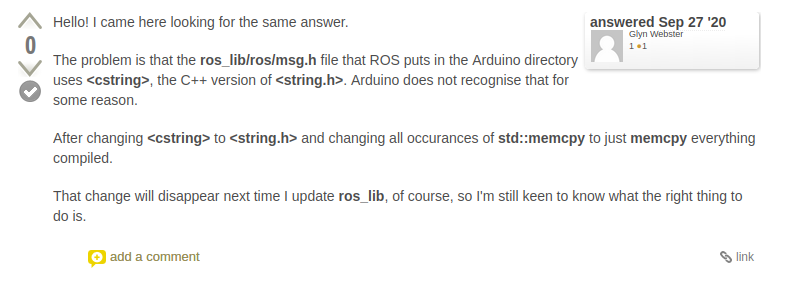 Hello! I came here looking for the same answer.
answered Sep 27 '20
Glyn Webster
1 ●1
0
The problem is that the ros_lib/ros/msg.h file that ROS puts in the Arduino directory
uses <cstring>, the C++ version of <string.h>. Arduino does not recognise that for
some reason.
After changing <cstring> to <string.h> and changing all occurances of std::memcpy to just memcpy everything
compiled.
That change will disappear next time I update ros_lib, of course, so I'm still keen to know what the right thing to
do is.
add a comment
link